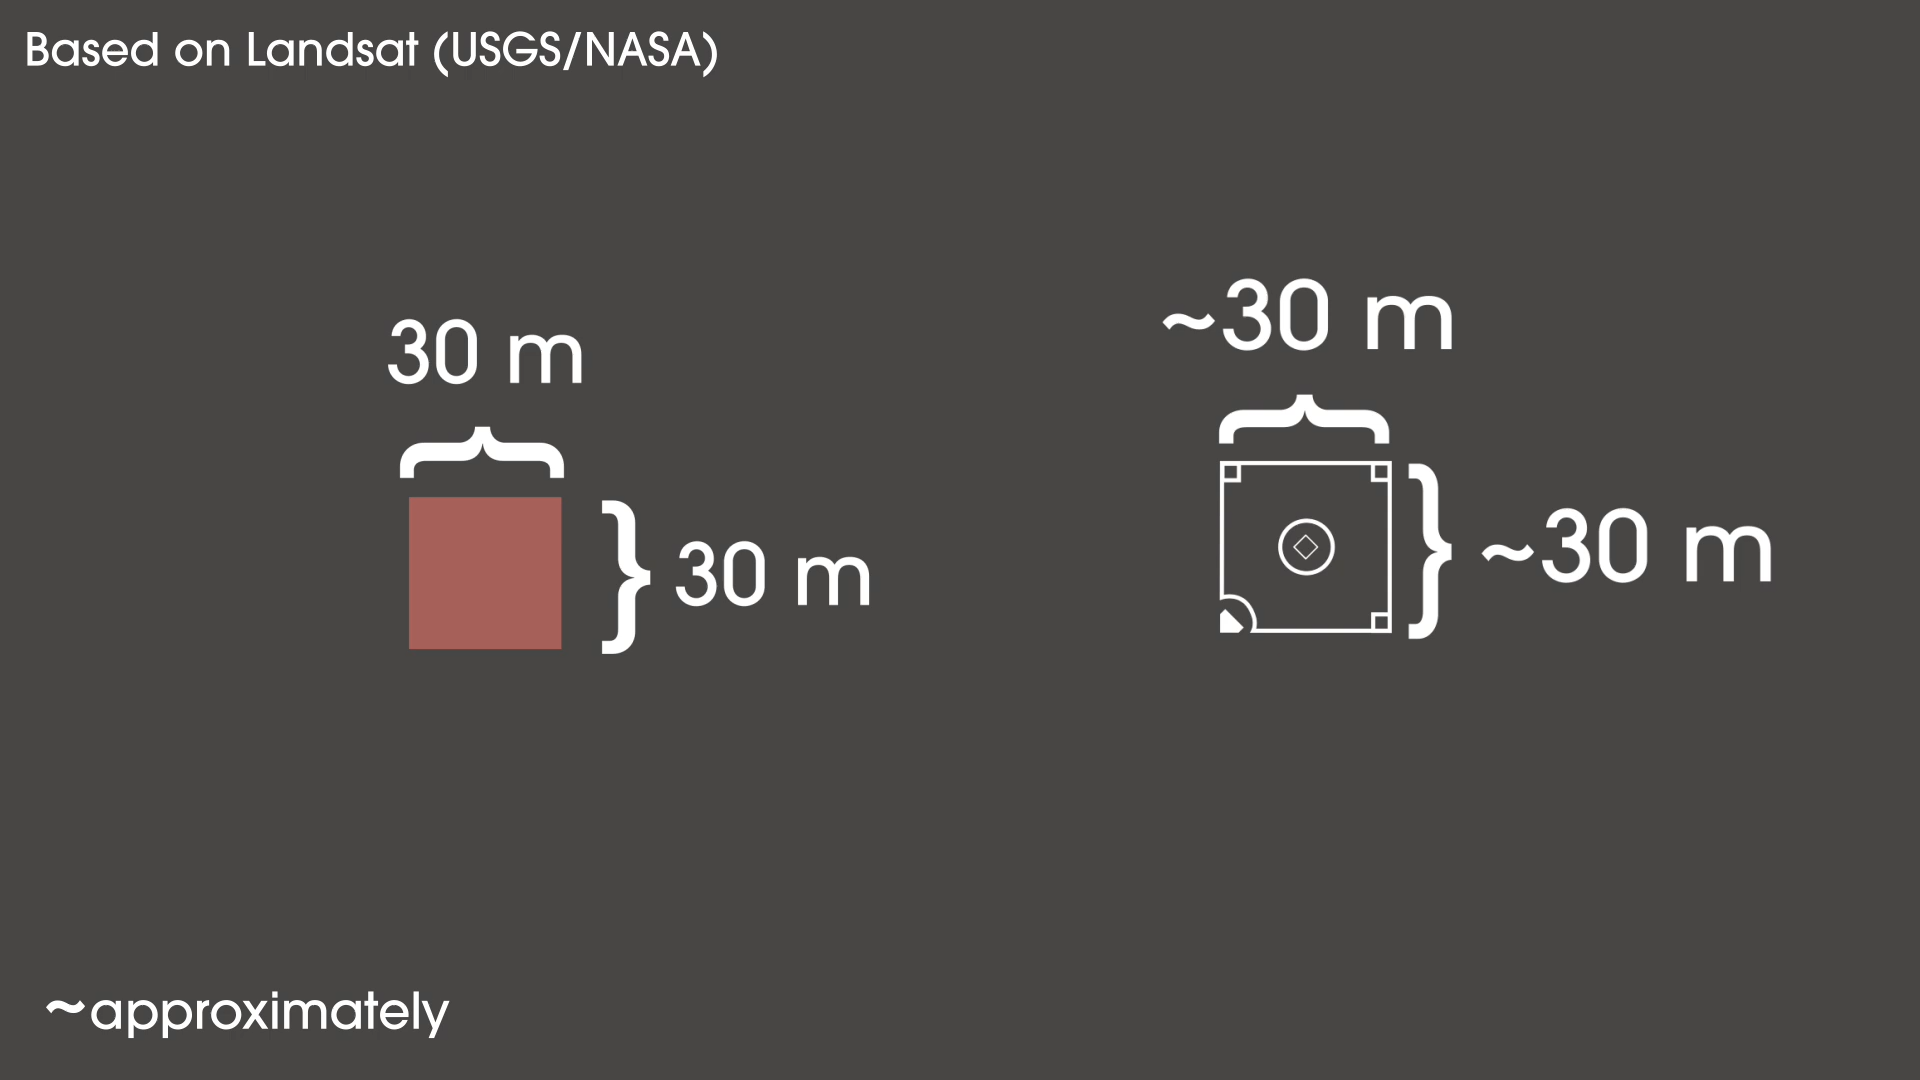 Based on Landsat (USGS/NASA)
30 m
30 m
~30 m
~30 m
~approximately